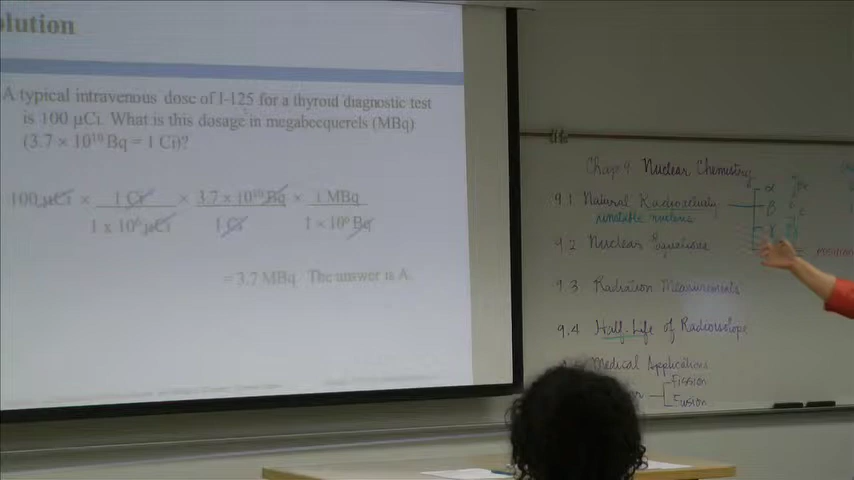 olution
A typical intravenous dose of I-125 for a thyroid diagnostic test
is 100 µCi. What is this dosage in megabecquerels (MBq)
(3.7 × 10¹⁰ Bq = 1 Ci)?
100 µCi × 1 Ci / 1 x 10⁶ µCi × 3.7 × 10¹⁰ Bq / 1 Ci × 1 MBq / 1 × 10⁶ Bq
= 3.7 MBq The answer is A.
Chap 9 Nuclear Chemistry
9.1 Natural Radioactivity
unstable nucleus
α
β
γ
9.2 Nuclear Equations
9.3 Radiation Measurements
9.4 Half-Life of Radioisotope
Medical Applications
Fission
Fusion